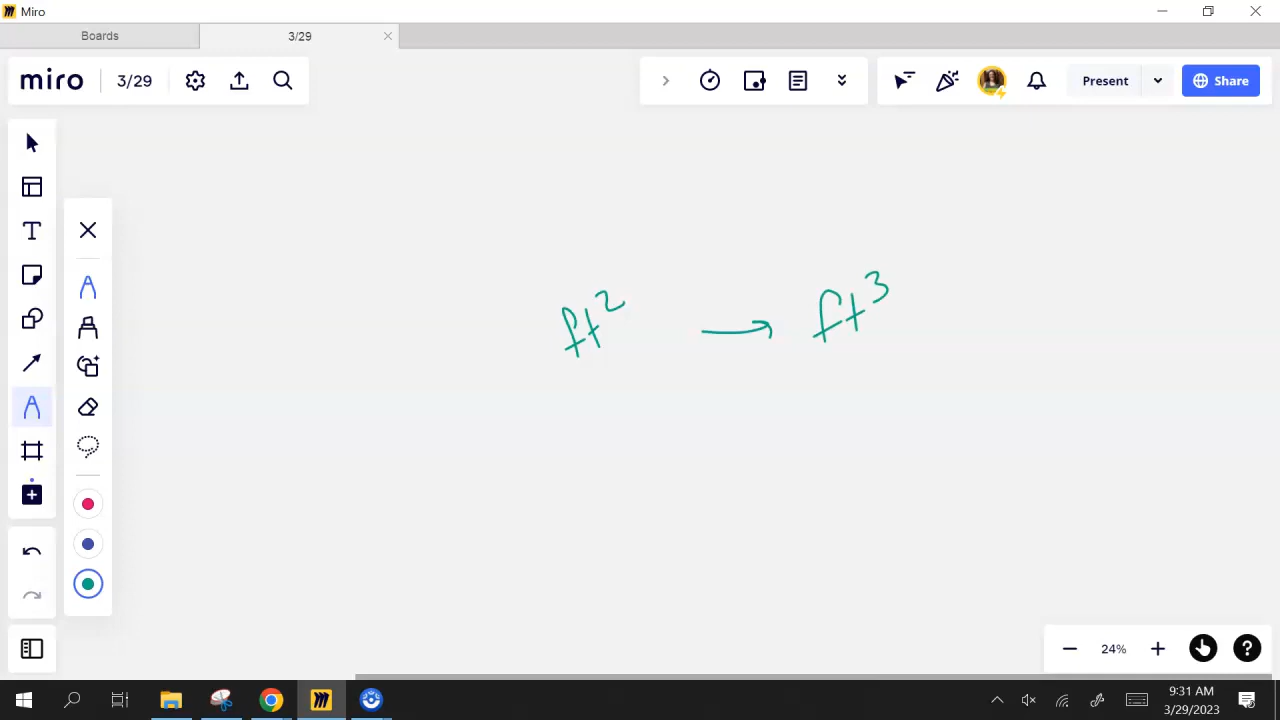 Miro
Boards
3/29
miro
3/29
Present
Share
ft² → ft³
24%
9:31 AM
3/29/2023